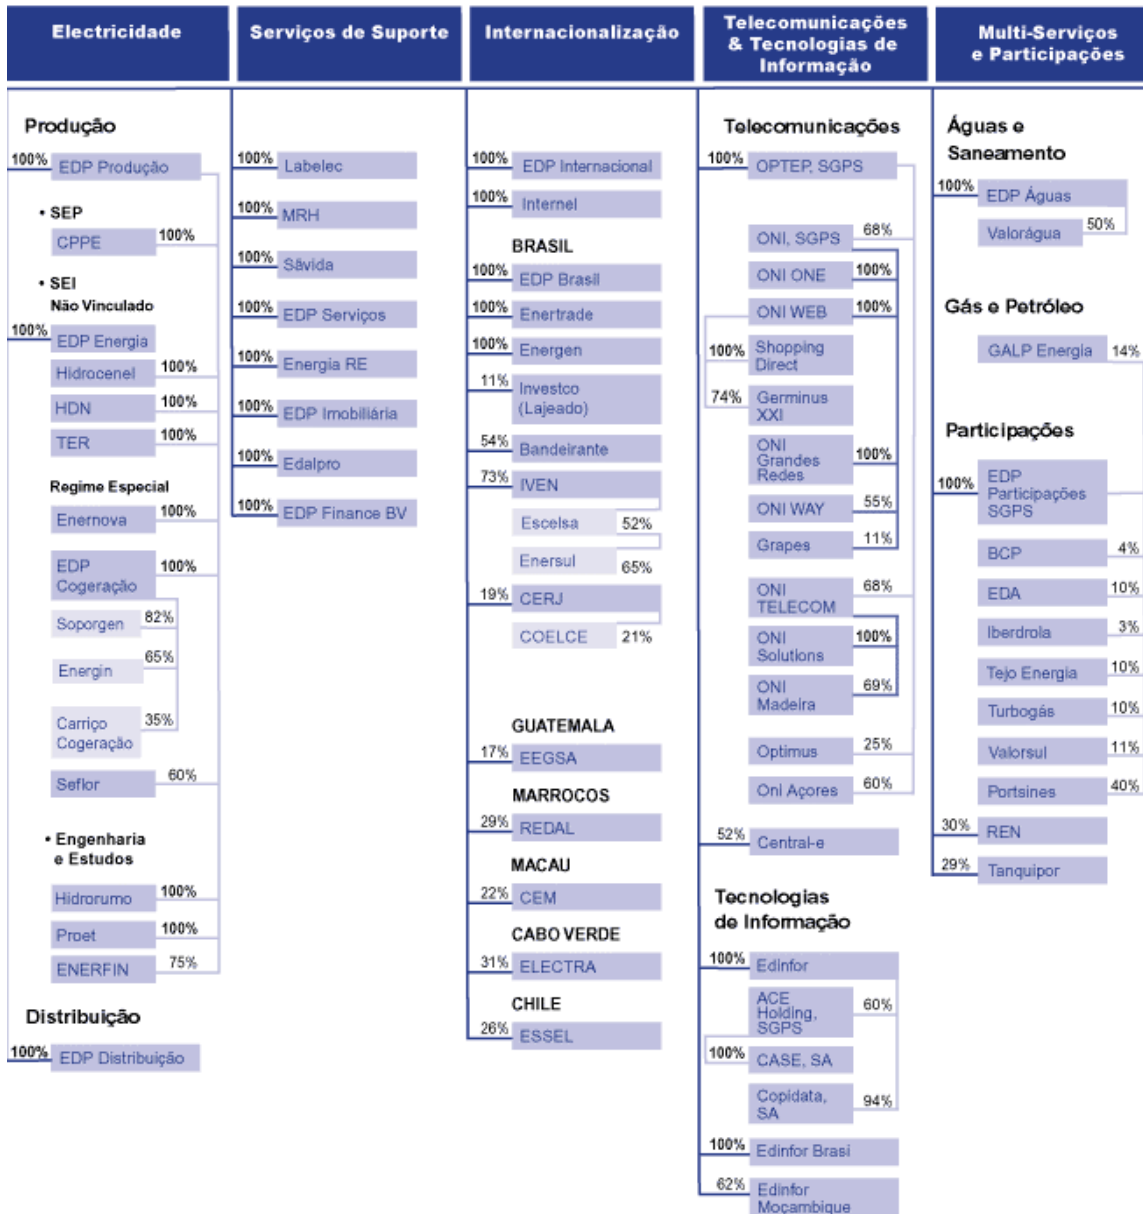 Electricidade
Serviços de Suporte
Internacionalização
Telecomunicações
& Tecnologias de
Informação
Multi-Serviços
e Participações
Produção
100% EDP Produção
• SEP
CPPE 100%
• SEI
Não Vinculado
100% EDP Energia
Hidrocenel 100%
HDN 100%
TER 100%
Regime Especial
Enernova 100%
EDP
Cogeração 100%
Soporgen 82%
Energin 65%
Carriço
Cogeração 35%
Seflor 60%
• Engenharia
e Estudos
Hidrorumo 100%
Proet 100%
ENERFIN 75%
Distribuição
100% EDP Distribuição
100% Labelec
100% MRH
100% Sãvida
100% EDP Serviços
100% Energia RE
100% EDP Imobiliária
100% Edalpro
100% EDP Finance BV
100% EDP Internacional
100% Internel
BRASIL
100% EDP Brasil
100% Enertrade
100% Energen
11% Investco
(Lajeado)
54% Bandeirante
73% IVEN
Escelsa 52%
Enersul 65%
19% CERJ
COELCE 21%
GUATEMALA
17% EEGSA
MARROCOS
29% REDAL
MACAU
22% CEM
CABO VERDE
31% ELECTRA
CHILE
26% ESSEL
Telecomunicações
100% OPTEP, SGPS
ONI, SGPS 68%
ONI ONE 100%
ONI WEB 100%
100% Shopping
Direct
74% Germinus
XXI
ONI
Grandes 100%
Redes
ONI WAY 55%
Grapes 11%
ONI 68%
TELECOM
ONI 100%
Solutions
ONI 69%
Madeira
Optimus 25%
Oni Açores 60%
52% Central-e
Tecnologias
de Informação
100% Edinfor
ACE
Holding, 60%
SGPS
100% CASE, SA
Copidata,
SA 94%
100% Edinfor Brasi
62% Edinfor
Moçambique
Águas e
Saneamento
100% EDP Águas
Valorágua 50%
Gás e Petróleo
GALP Energia 14%
Participações
EDP
100% Participações
SGPS
BCP 4%
EDA 10%
Iberdrola 3%
Tejo Energia 10%
Turbogás 10%
Valorsul 11%
Portsines 40%
30% REN
29% Tanquipor